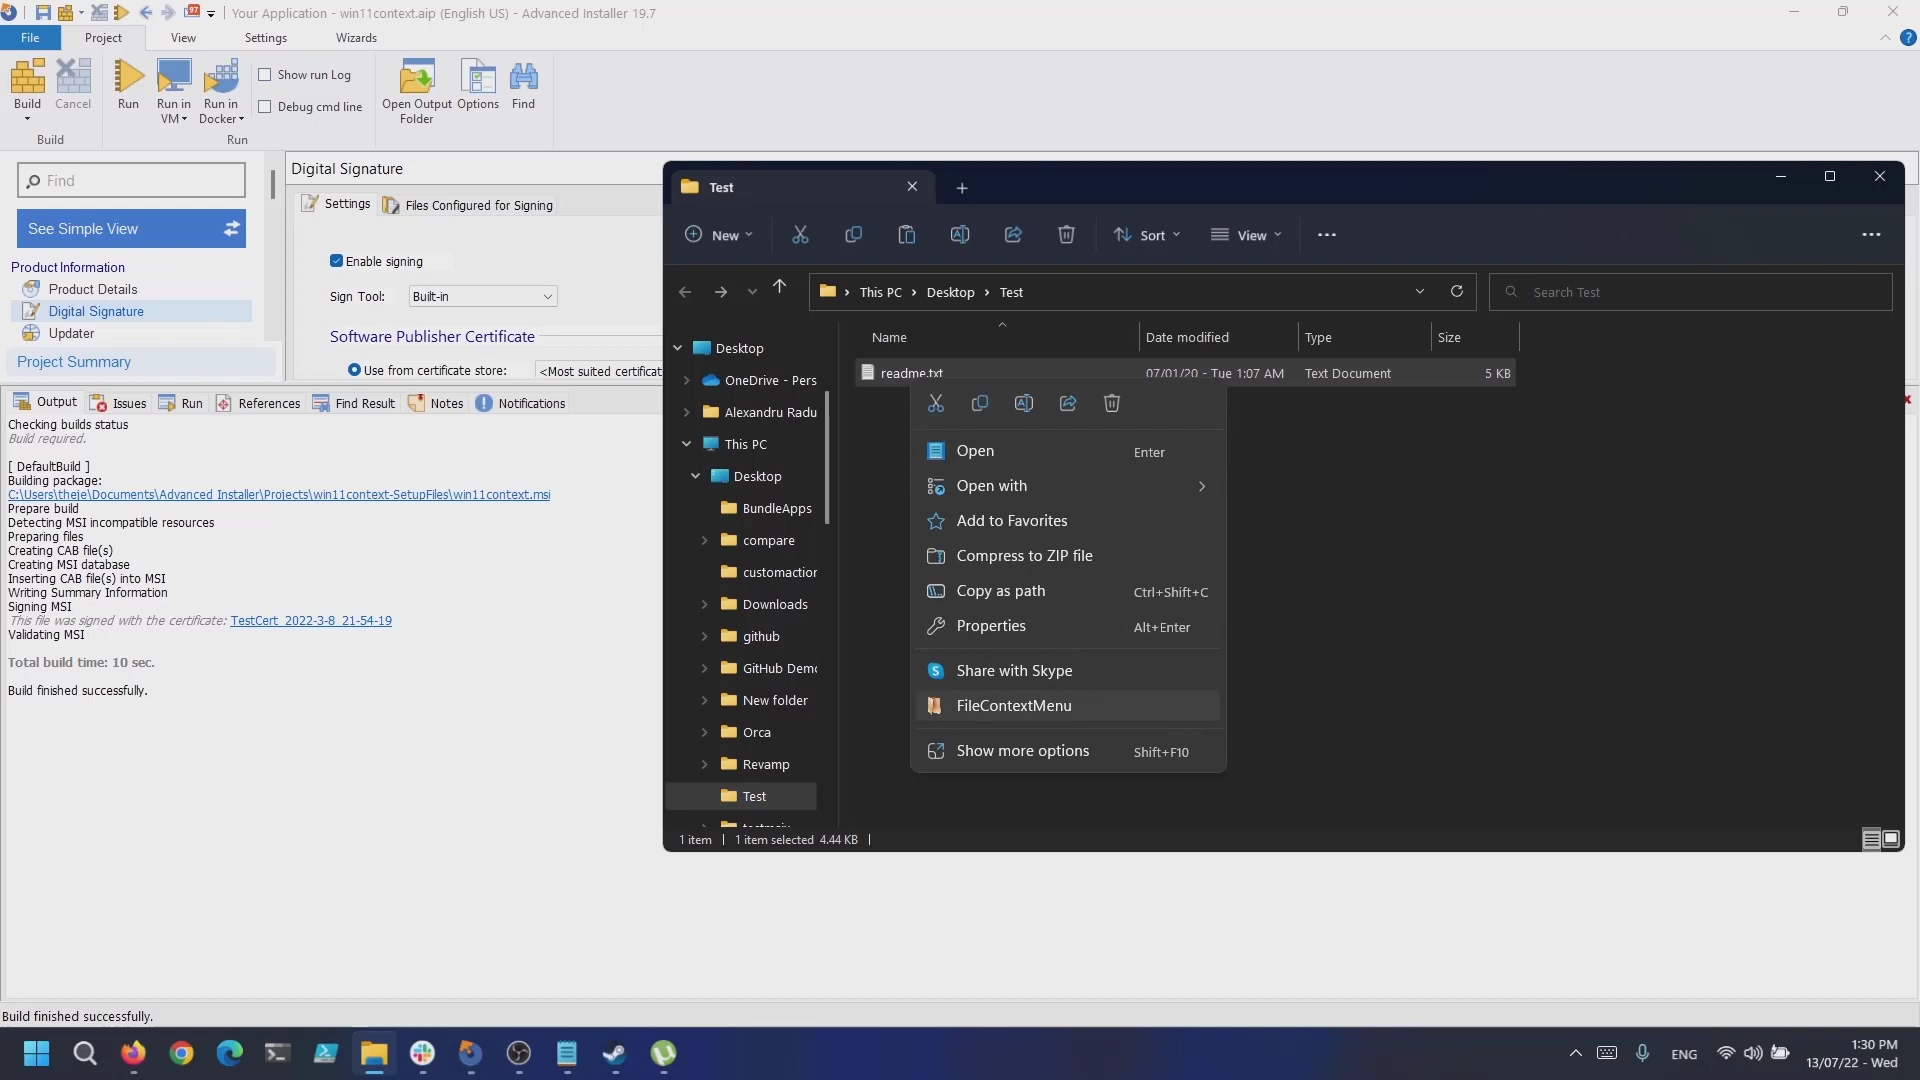 97
Your Application - win11context.aip (English US) - Advanced Installer 19.7
File
Project
View
Settings
Wizards
Build
Cancel
Run
Run in VM
Run in Docker
Show run Log
Debug cmd line
Open Output Folder
Options
Find
Build
Run
Find
See Simple View
Product Information
Product Details
Digital Signature
Updater
Project Summary
Digital Signature
Settings
Files Configured for Signing
Enable signing
Sign Tool:
Built-in
Software Publisher Certificate
Use from certificate store:
<Most suited certificat
Output
Issues
Run
References
Find Result
Notes
Notifications
Checking builds status
Build required.
[ DefaultBuild ]
Building package:
C:\Users\theje\Documents\Advanced Installer\Projects\win11context-SetupFiles\win11context.msi
Prepare build
Detecting MSI incompatible resources
Preparing files
Creating CAB file(s)
Creating MSI database
Inserting CAB file(s) into MSI
Writing Summary Information
Signing MSI
This file was signed with the certificate: TestCert_2022-3-8_21-54-19
Validating MSI
Total build time: 10 sec.
Build finished successfully.
Test
New
Sort
View
This PC > Desktop > Test
Search Test
Name
Date modified
Type
Size
readme.txt
07/01/20 - Tue 1:07 AM
Text Document
5 KB
Desktop
OneDrive - Pers
Alexandru Radu
This PC
Desktop
BundleApps
compare
customaction
Downloads
github
GitHub Demo
New folder
Orca
Revamp
Test
Open Enter
Open with
Add to Favorites
Compress to ZIP file
Copy as path Ctrl+Shift+C
Properties Alt+Enter
Share with Skype
FileContextMenu
Show more options Shift+F10
1 item
1 item selected 4.44 KB
Build finished successfully.
ENG
1:30 PM
13/07/22 - Wed